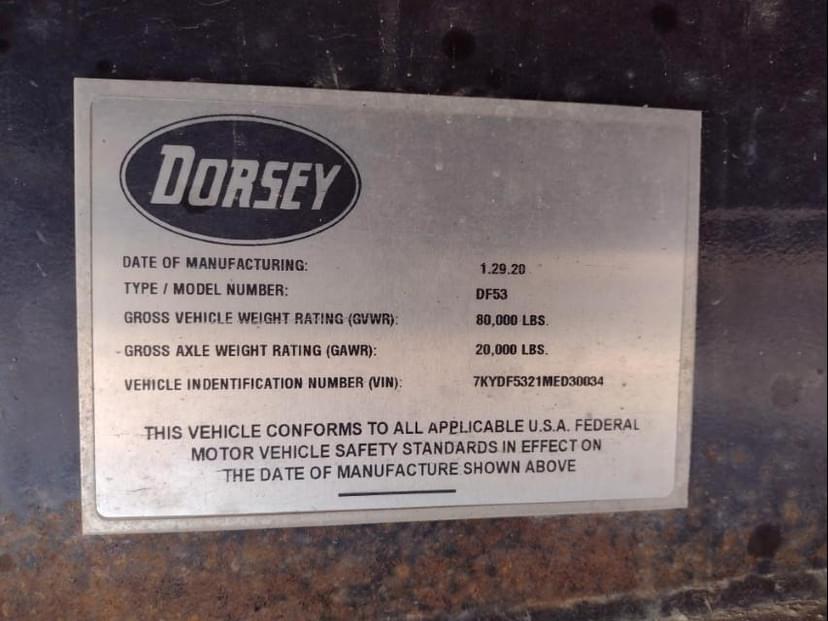 DORSEY
DATE OF MANUFACTURING: 1.29.20
TYPE / MODEL NUMBER: DF53
GROSS VEHICLE WEIGHT RATING (GVWR): 80,000 LBS.
GROSS AXLE WEIGHT RATING (GAWR): 20,000 LBS.
VEHICLE INDENTIFICATION NUMBER (VIN): 7KYDF5321MED30034
THIS VEHICLE CONFORMS TO ALL APPLICABLE U.S.A. FEDERAL
MOTOR VEHICLE SAFETY STANDARDS IN EFFECT ON
THE DATE OF MANUFACTURE SHOWN ABOVE